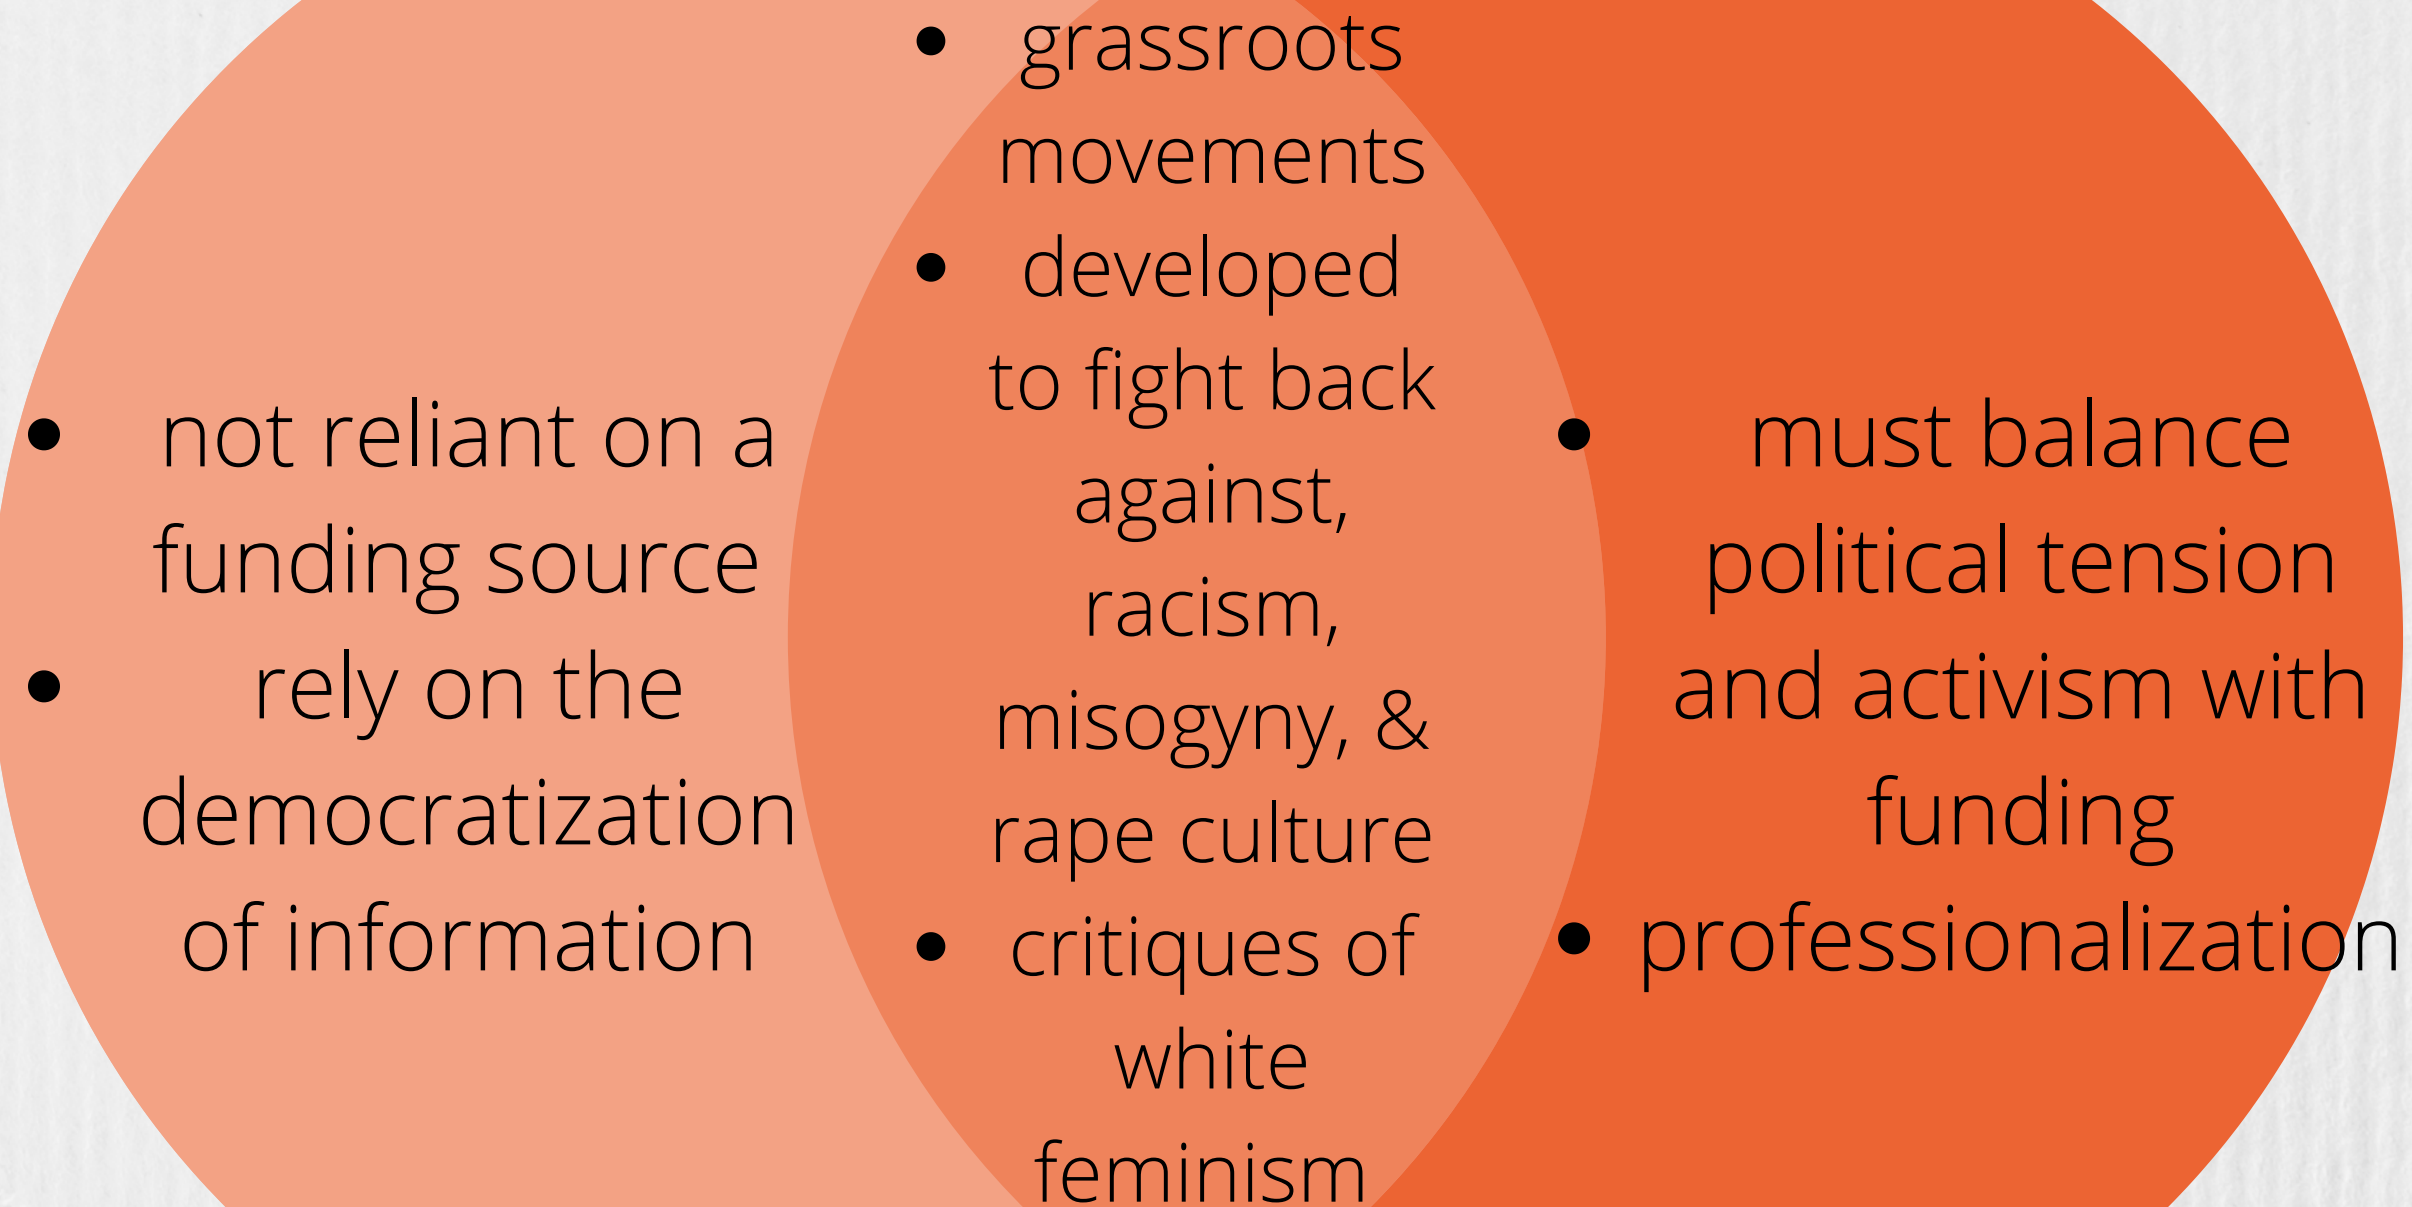 • not reliant on a
funding source
• rely on the
democratization
of information
• grassroots
movements
• developed
to fight back
against,
racism,
misogyny, &
rape culture
• critiques of
white
feminism
• must balance
political tension
and activism with
funding
• professionalization